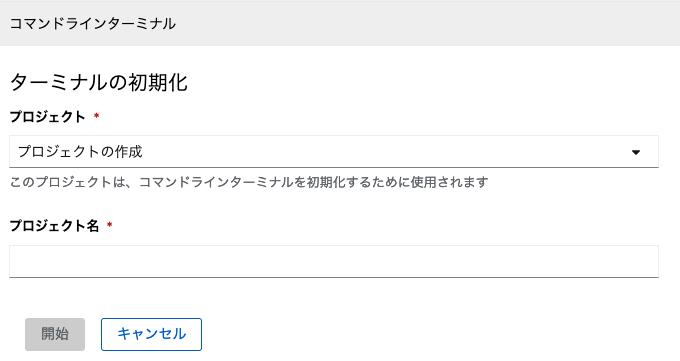 コマンドラインターミナル
ターミナルの初期化
プロジェクト *
プロジェクトの作成
このプロジェクトは、コマンドラインターミナルを初期化するために使用されます
プロジェクト名 *
開始 キャンセル